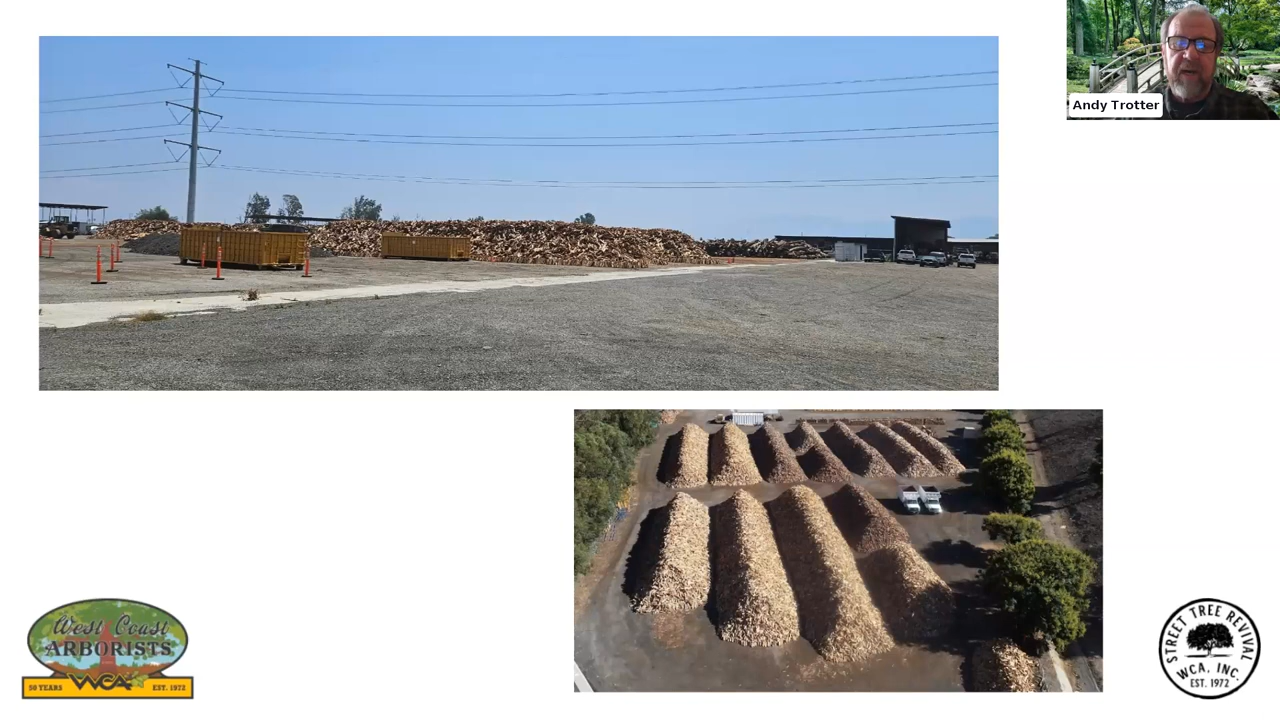 Andy Trotter
West Coast
ARBORISTS
50 YEARS WCA EST. 1972
STREET TREE REVIVAL
WCA, INC.
EST. 1972